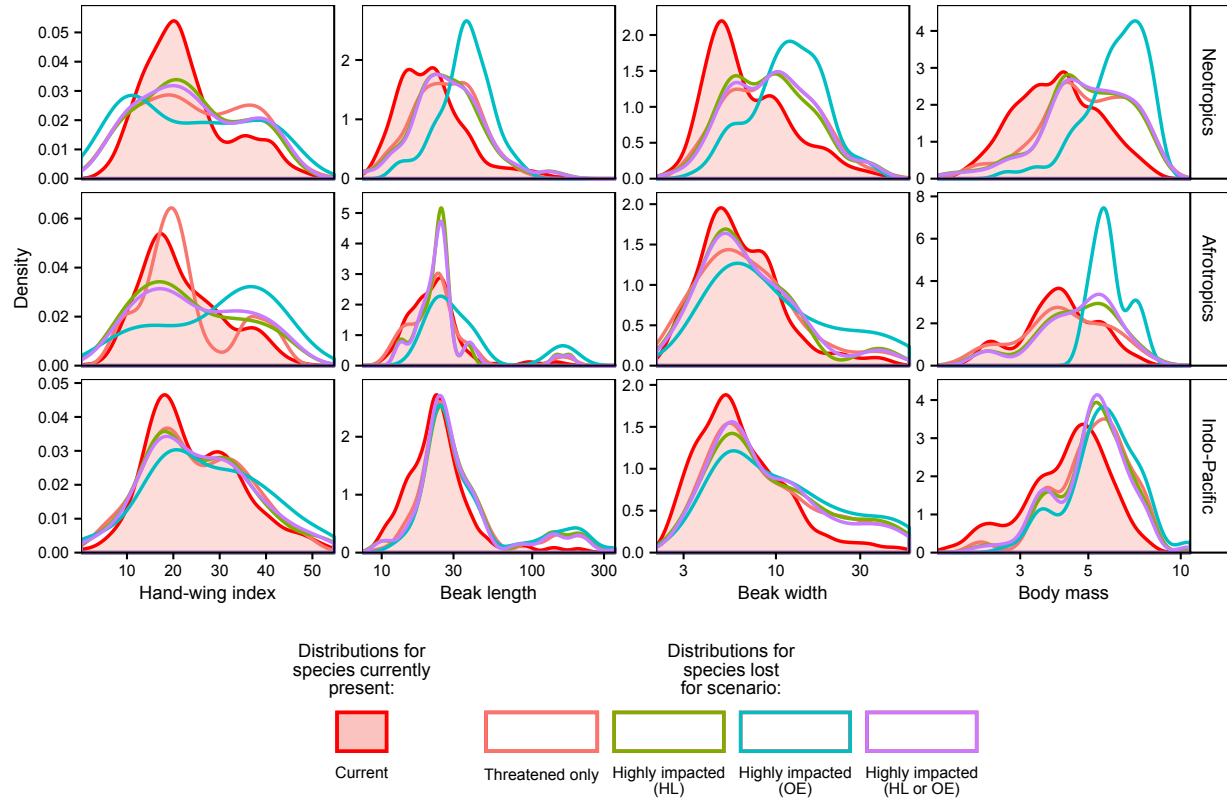 0.05
0.04
0.03
0.02
0.01
0.00
2
1
0
2.0
1.5
1.0
0.5
0.0
4
3
2
1
0
Neotropics
Density
0.06
0.04
0.02
0.00
5
4
3
2
1
0
2.0
1.5
1.0
0.5
0.0
8
6
4
2
0
Afrotropics
0.05
0.04
0.03
0.02
0.01
0.00
2
1
0
2.0
1.5
1.0
0.5
0.0
4
3
2
1
0
Indo-Pacific
10 20 30 40 50
10 30 100 300
3 10 30
3 5 10
Hand-wing index
Beak length
Beak width
Body mass
Distributions for
species currently
present:
Current
Distributions for
species lost
for scenario:
Threatened only
Highly impacted
(HL)
Highly impacted
(OE)
Highly impacted
(HL or OE)